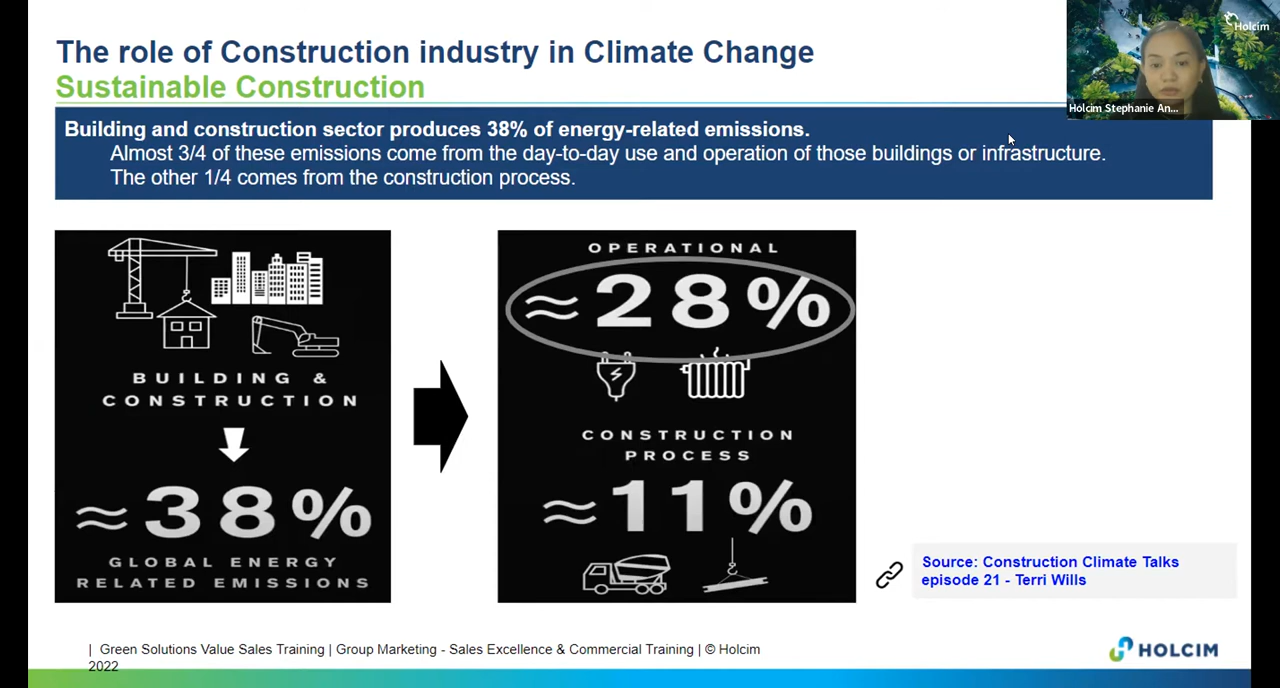 The role of Construction industry in Climate Change
Sustainable Construction
Holcim
Holcim Stephanie An...
Building and construction sector produces 38% of energy-related emissions.
Almost 3/4 of these emissions come from the day-to-day use and operation of those buildings or infrastructure.
The other 1/4 comes from the construction process.
BUILDING &
CONSTRUCTION
≈38%
GLOBAL ENERGY
RELATED EMISSIONS
OPERATIONAL
≈28%
CONSTRUCTION
PROCESS
≈11%
Source: Construction Climate Talks
episode 21 - Terri Wills
| Green Solutions Value Sales Training | Group Marketing - Sales Excellence & Commercial Training | © Holcim
2022
HOLCIM